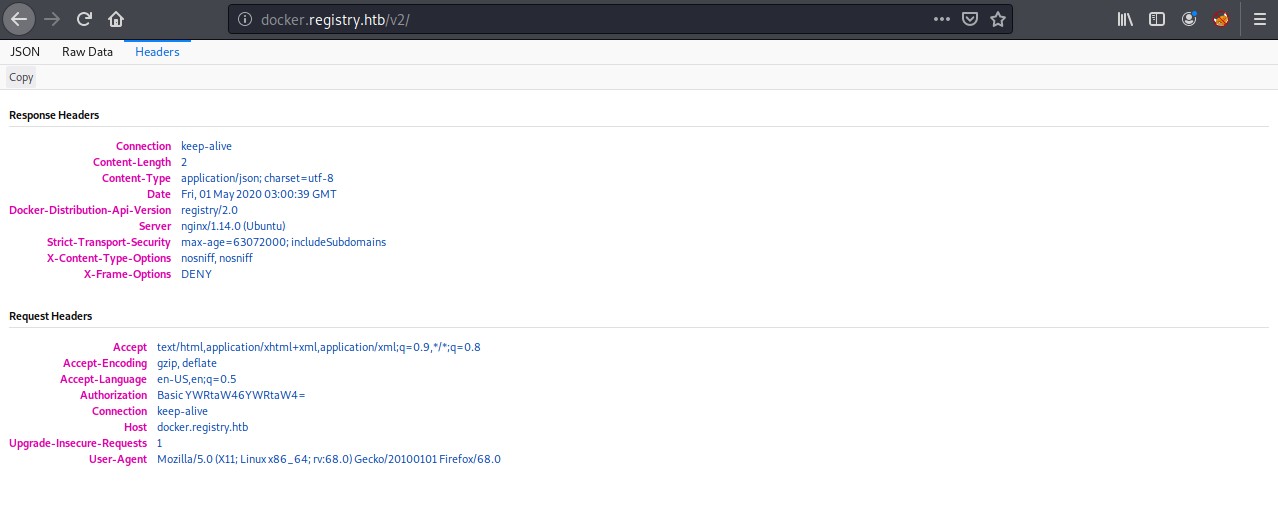 docker.registry.htb/v2/
JSON Raw Data Headers
Copy
Response Headers
Connection keep-alive
Content-Length 2
Content-Type application/json; charset=utf-8
Date Fri, 01 May 2020 03:00:39 GMT
Docker-Distribution-Api-Version registry/2.0
Server nginx/1.14.0 (Ubuntu)
Strict-Transport-Security max-age=63072000; includeSubdomains
X-Content-Type-Options nosniff, nosniff
X-Frame-Options DENY
Request Headers
Accept text/html,application/xhtml+xml,application/xml;q=0.9,*/*;q=0.8
Accept-Encoding gzip, deflate
Accept-Language en-US,en;q=0.5
Authorization Basic YWRtaW46YWRtaW4=
Connection keep-alive
Host docker.registry.htb
Upgrade-Insecure-Requests 1
User-Agent Mozilla/5.0 (X11; Linux x86_64; rv:68.0) Gecko/20100101 Firefox/68.0